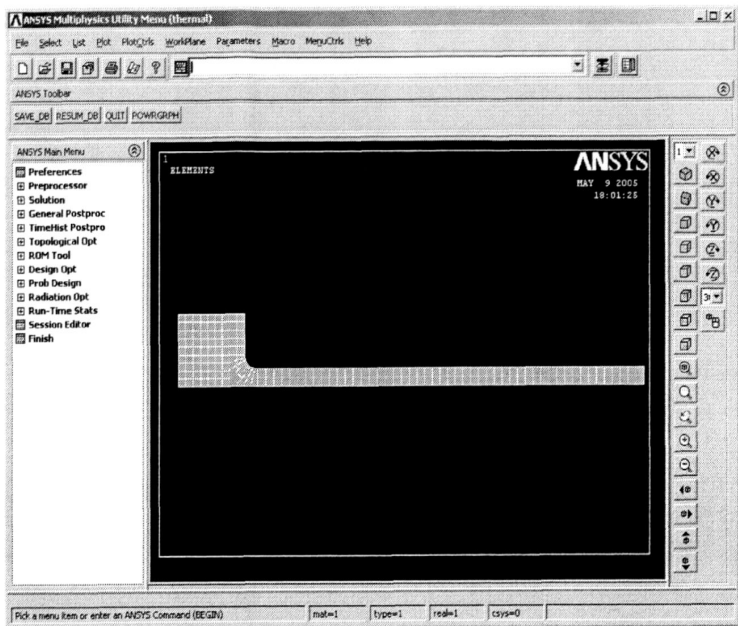 ANSYS Multiphysics Utility Menu (thermal)
File Select List Plot PlotCtrls WorkPlane Parameters Macro MenuCtrls Help
ANSYS Toolbar
SAVE_DB RESUM_DB QUIT POWRGRPH
ANSYS Main Menu
Preferences
Preprocessor
Solution
General Postproc
TimeHist Postpro
Topological Opt
ROM Tool
Design Opt
Prob Design
Radiation Opt
Run-Time Stats
Session Editor
Finish
1
ELEMENTS
ANSYS
MAY 9 2005
18:01:25
1
Pick a menu item or enter an ANSYS Command (BEGIN) mat=1 type=1 real=1 csys=0